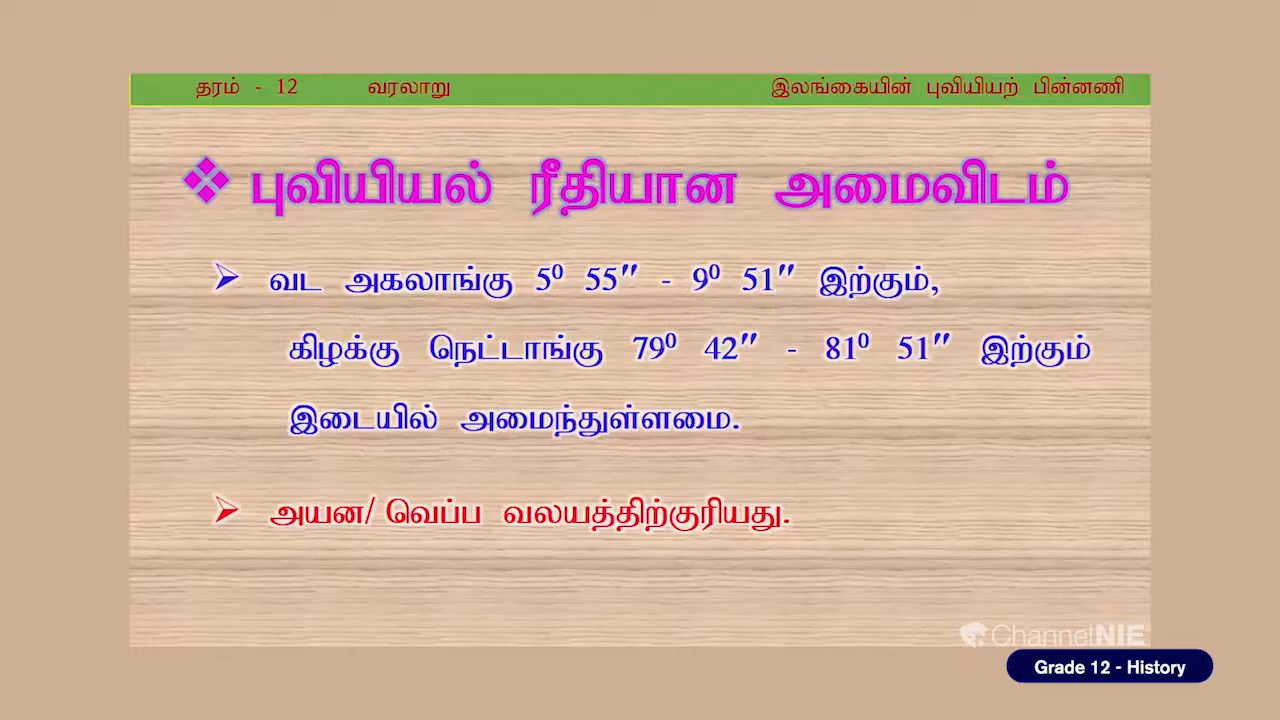 தரம் - 12 வரலாறு இலங்கையின் புவியியற் பின்னணி
❖ புவியியல் ரீதியான அமைவிடம்
➢ வட அகலாங்கு 5⁰ 55″ - 9⁰ 51″ இற்கும்,
கிழக்கு நெட்டாங்கு 79⁰ 42″ - 81⁰ 51″ இற்கும்
இடையில் அமைந்துள்ளமை.
➢ அயன/ வெப்ப வலயத்திற்குரியது.
ChannelNIE
Grade 12 - History